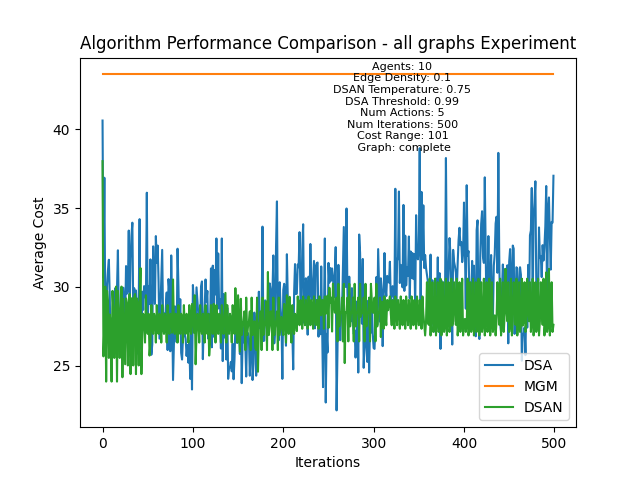 Algorithm Performance Comparison - all graphs Experiment
Agents: 10
Edge Density: 0.1
DSAN Temperature: 0.75
DSA Threshold: 0.99
Num Actions: 5
Num Iterations: 500
Cost Range: 101
Graph: complete
Average Cost
40
35
30
25
DSA
MGM
DSAN
0
100
200
300
400
500
Iterations